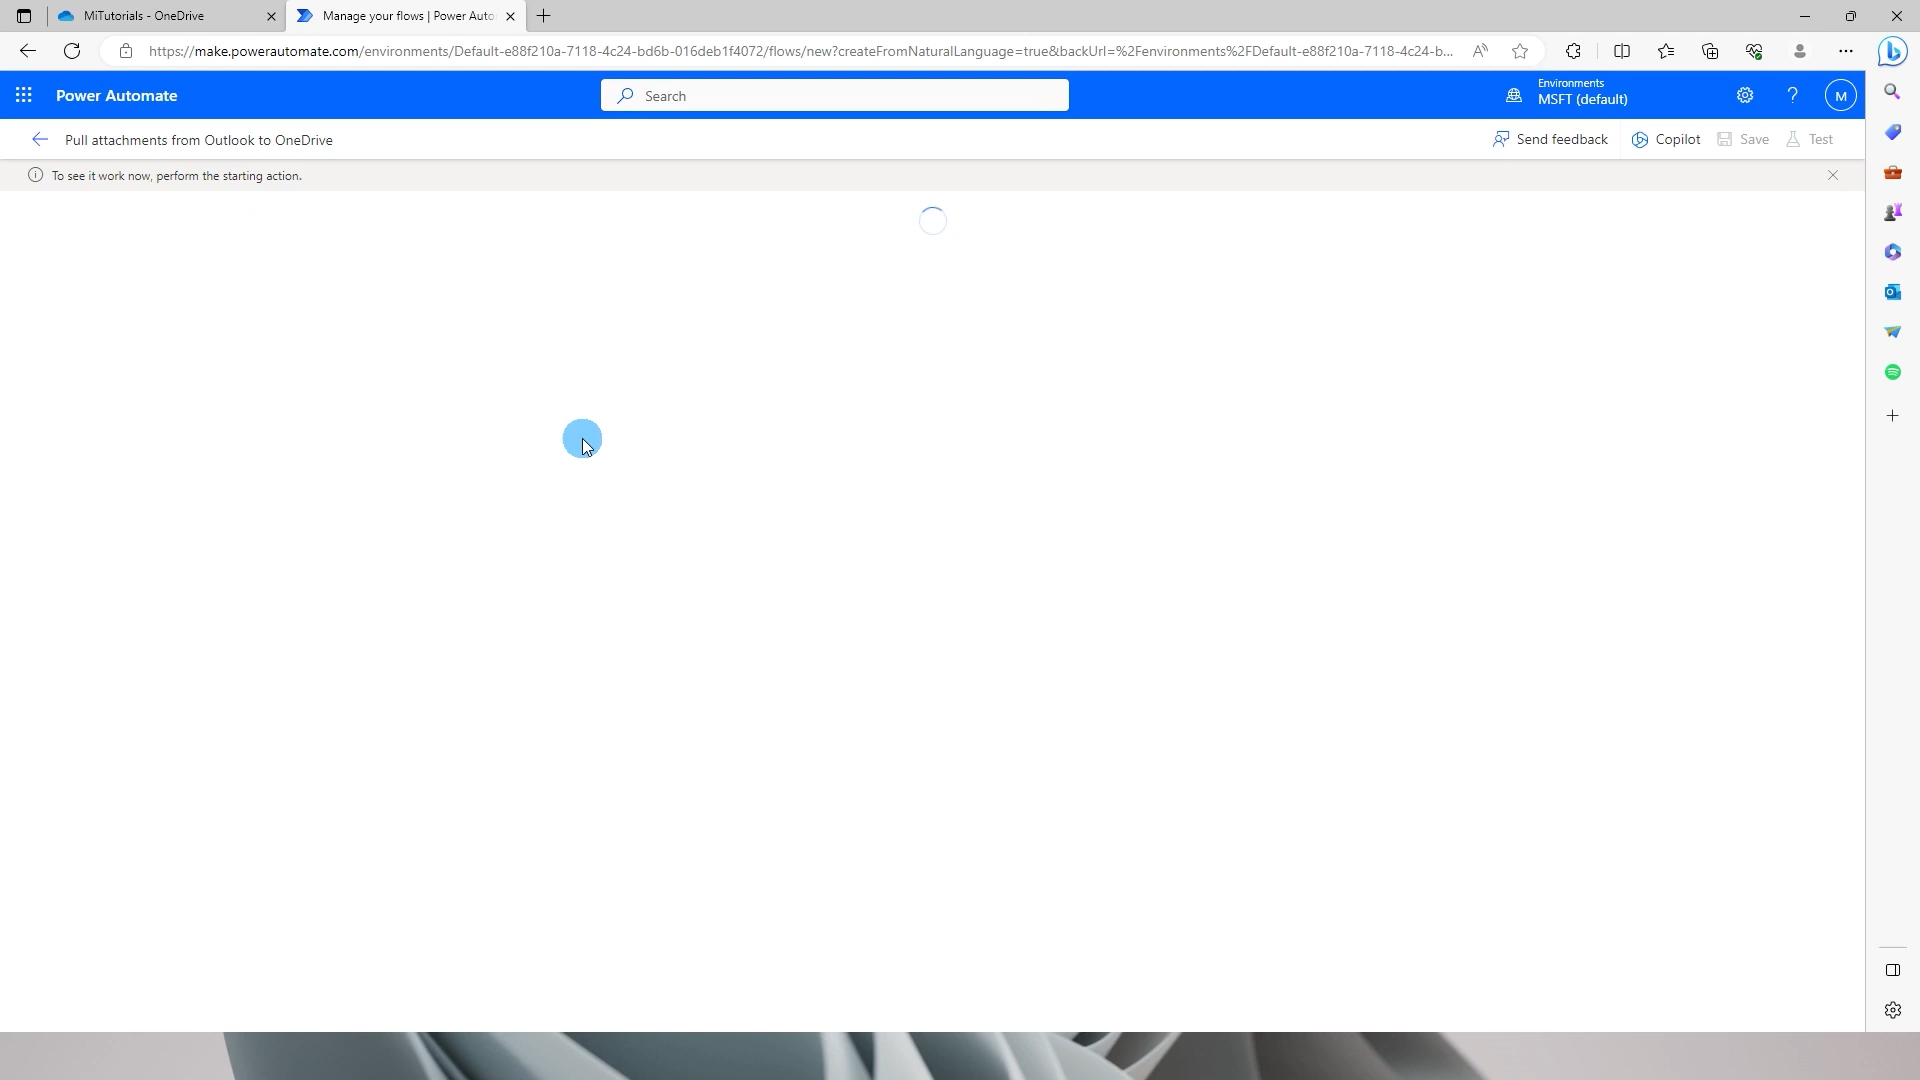 MiTutorials - OneDrive
Manage your flows | Power Auto
https://make.powerautomate.com/environments/Default-e88f210a-7118-4c24-bd6b-016deb1f4072/flows/new?createFromNaturalLanguage=true&backUrl=%2Fenvironments%2FDefault-e88f210a-7118-4c24-b...
Power Automate
Search
Environments
MSFT (default)
?
M
Pull attachments from Outlook to OneDrive
Send feedback
Copilot
Save
Test
To see it work now, perform the starting action.